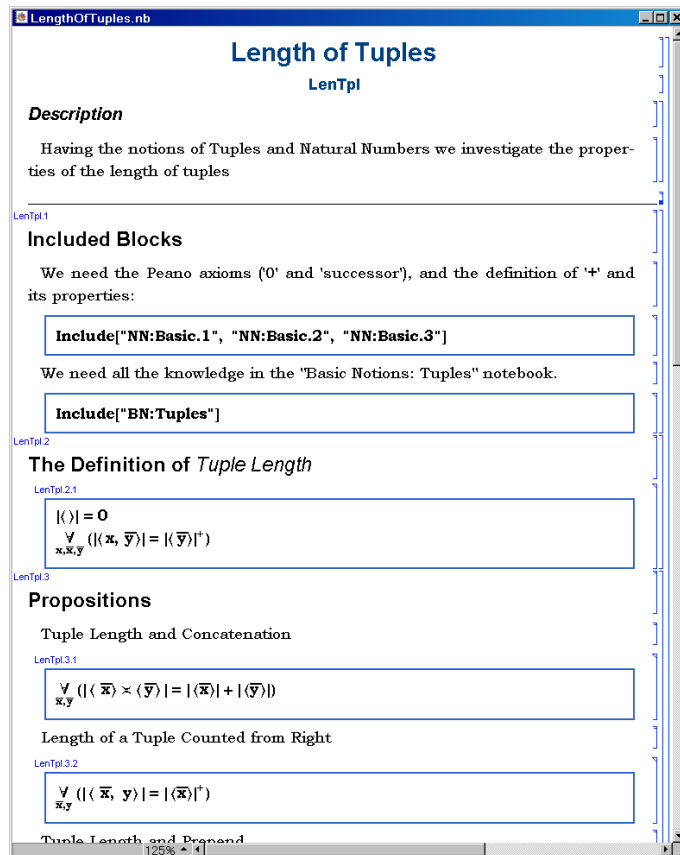 LengthOfTuples.nb
Length of Tuples
LenTpl
Description
Having the notions of Tuples and Natural Numbers we investigate the proper-
ties of the length of tuples
LenTpl.1
Included Blocks
We need the Peano axioms ('0' and 'successor'), and the definition of '+' and
its properties:
Include["NN:Basic.1", "NN:Basic.2", "NN:Basic.3"]
We need all the knowledge in the "Basic Notions: Tuples" notebook.
Include["BN:Tuples"]
LenTpl.2
The Definition of Tuple Length
LenTpl.2.1
|⟨ ⟩| = 0
∀ (|⟨x, y̅⟩| = |⟨y̅⟩|⁺)
x,x̅,y̅
LenTpl.3
Propositions
Tuple Length and Concatenation
LenTpl.3.1
∀ (|⟨ x̅⟩ ≍ ⟨y̅⟩| = |⟨x̅⟩| + |⟨y̅⟩|)
x̅,y̅
Length of a Tuple Counted from Right
LenTpl.3.2
∀ (|⟨ x̅, y⟩| = |⟨x̅⟩|⁺)
x̅,y
Tuple Length and Prepend
125%